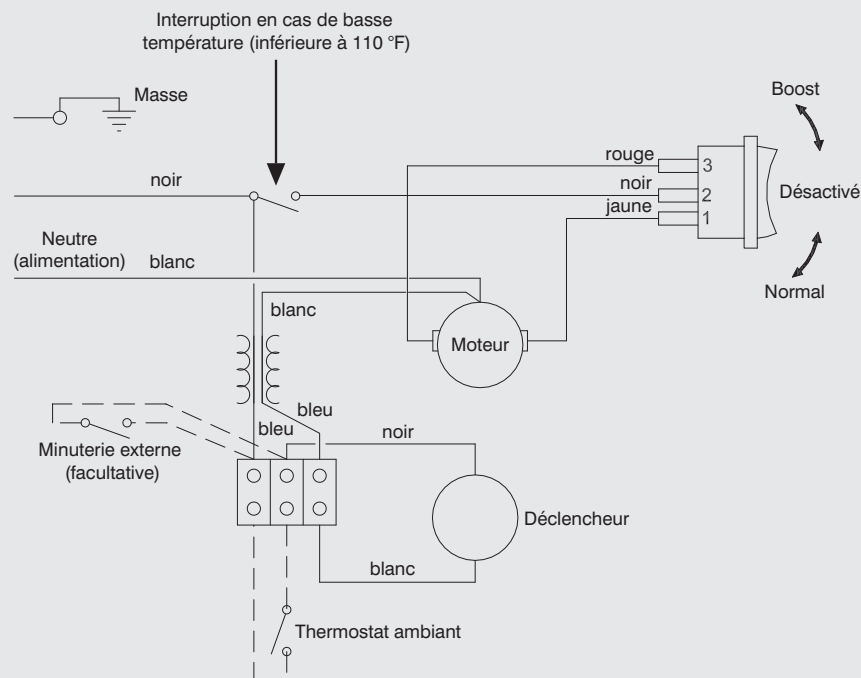 Interruption en cas de basse
température (inférieure à 110 °F)
Masse
Boost
rouge
3
noir
noir
2
Désactivé
jaune
1
Neutre
(alimentation)
blanc
Normal
blanc
Moteur
bleu
bleu
noir
Minuterie externe
(facultative)
Déclencheur
blanc
Thermostat ambiant